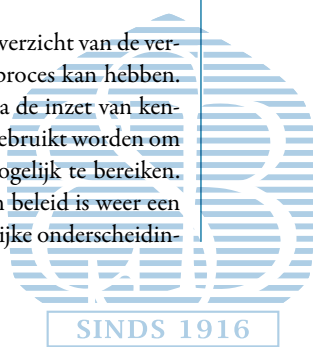 verzicht van de ver-
proces kan hebben.
a de inzet van ken-
ebruikt worden om
ogelijk te bereiken.
n beleid is weer een
ijke onderscheidin-
SINDS 1916